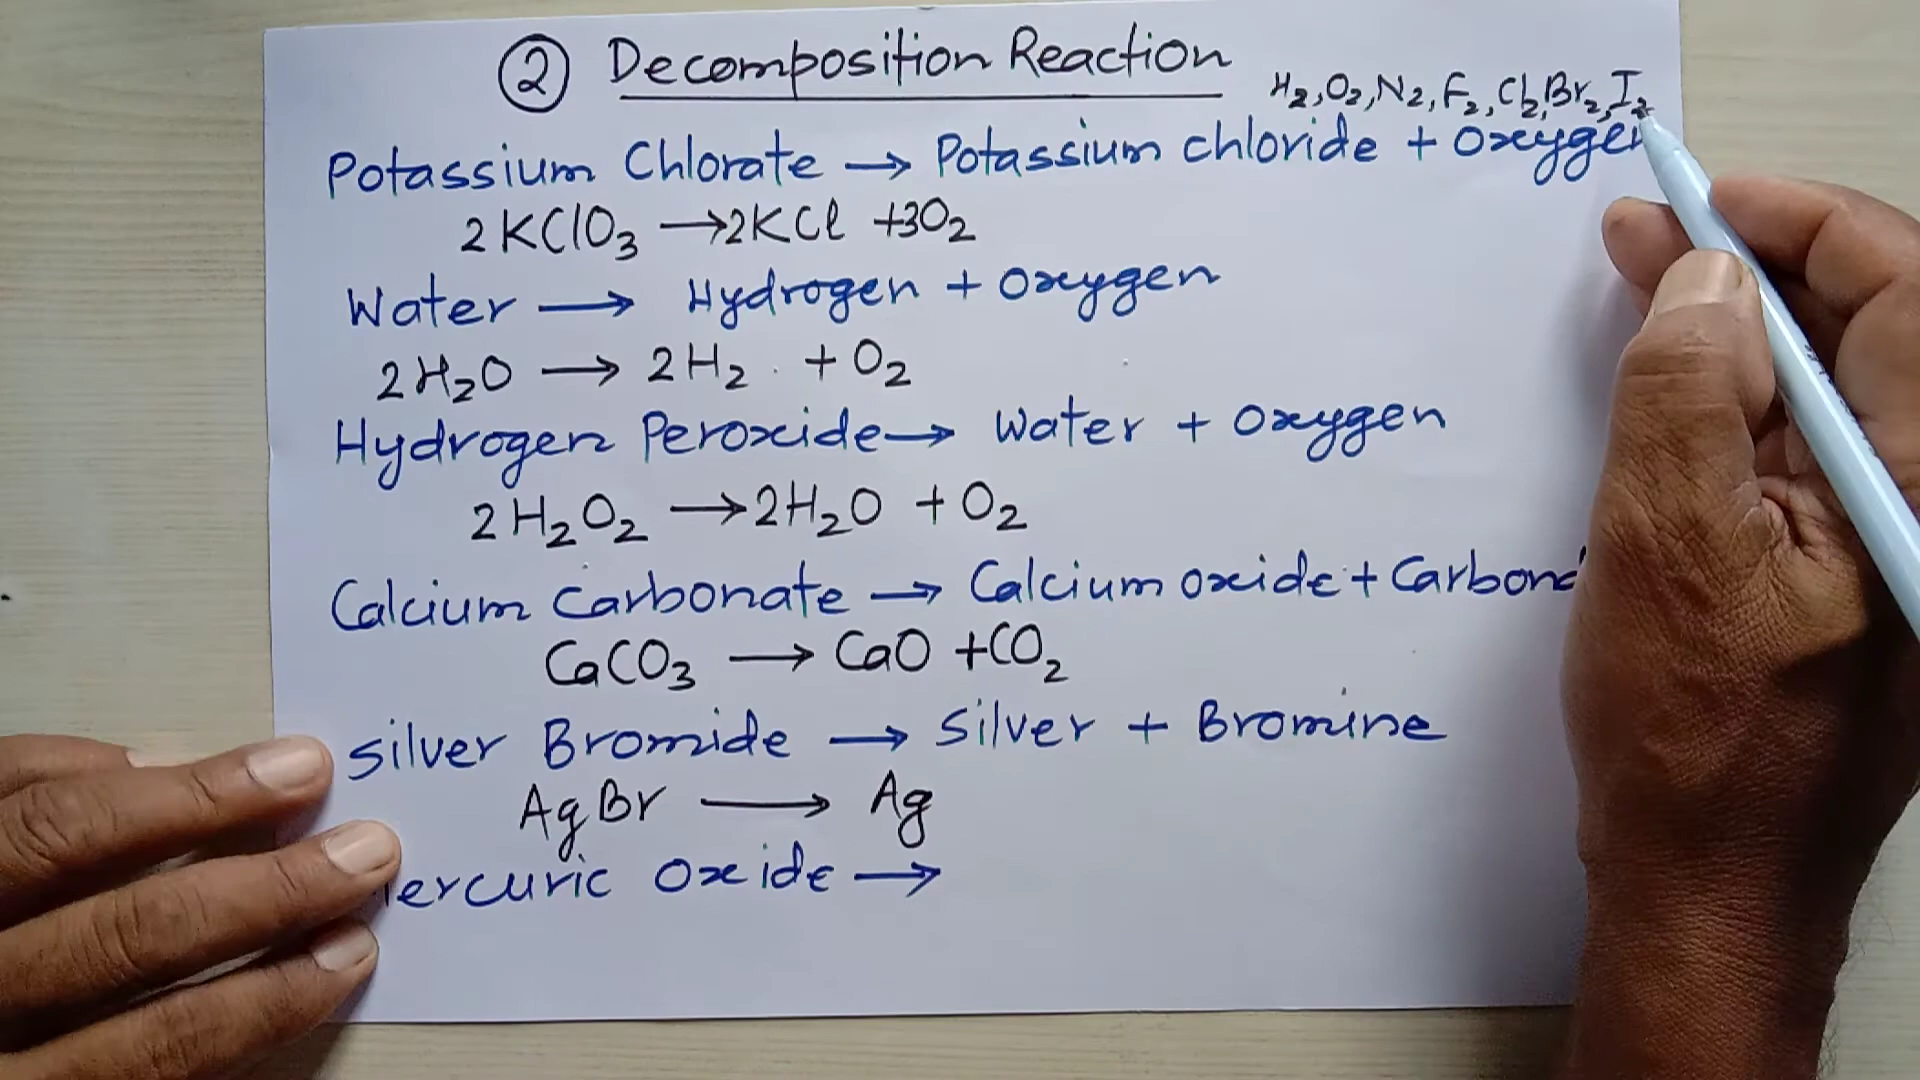 ② Decomposition Reaction
H₂,O₂,N₂,F₂,Cl₂,Br₂,I₂
Potassium Chlorate → Potassium chloride + Oxygen
2KClO₃ → 2KCl +3O₂
Water → Hydrogen + Oxygen
2H₂O → 2H₂ + O₂
Hydrogen Peroxide → Water + Oxygen
2H₂O₂ → 2H₂O + O₂
Calcium Carbonate → Calcium oxide + Carbond
CaCO₃ → CaO +CO₂
Silver Bromide → Silver + Bromine
AgBr → Ag
ercuric Oxide →